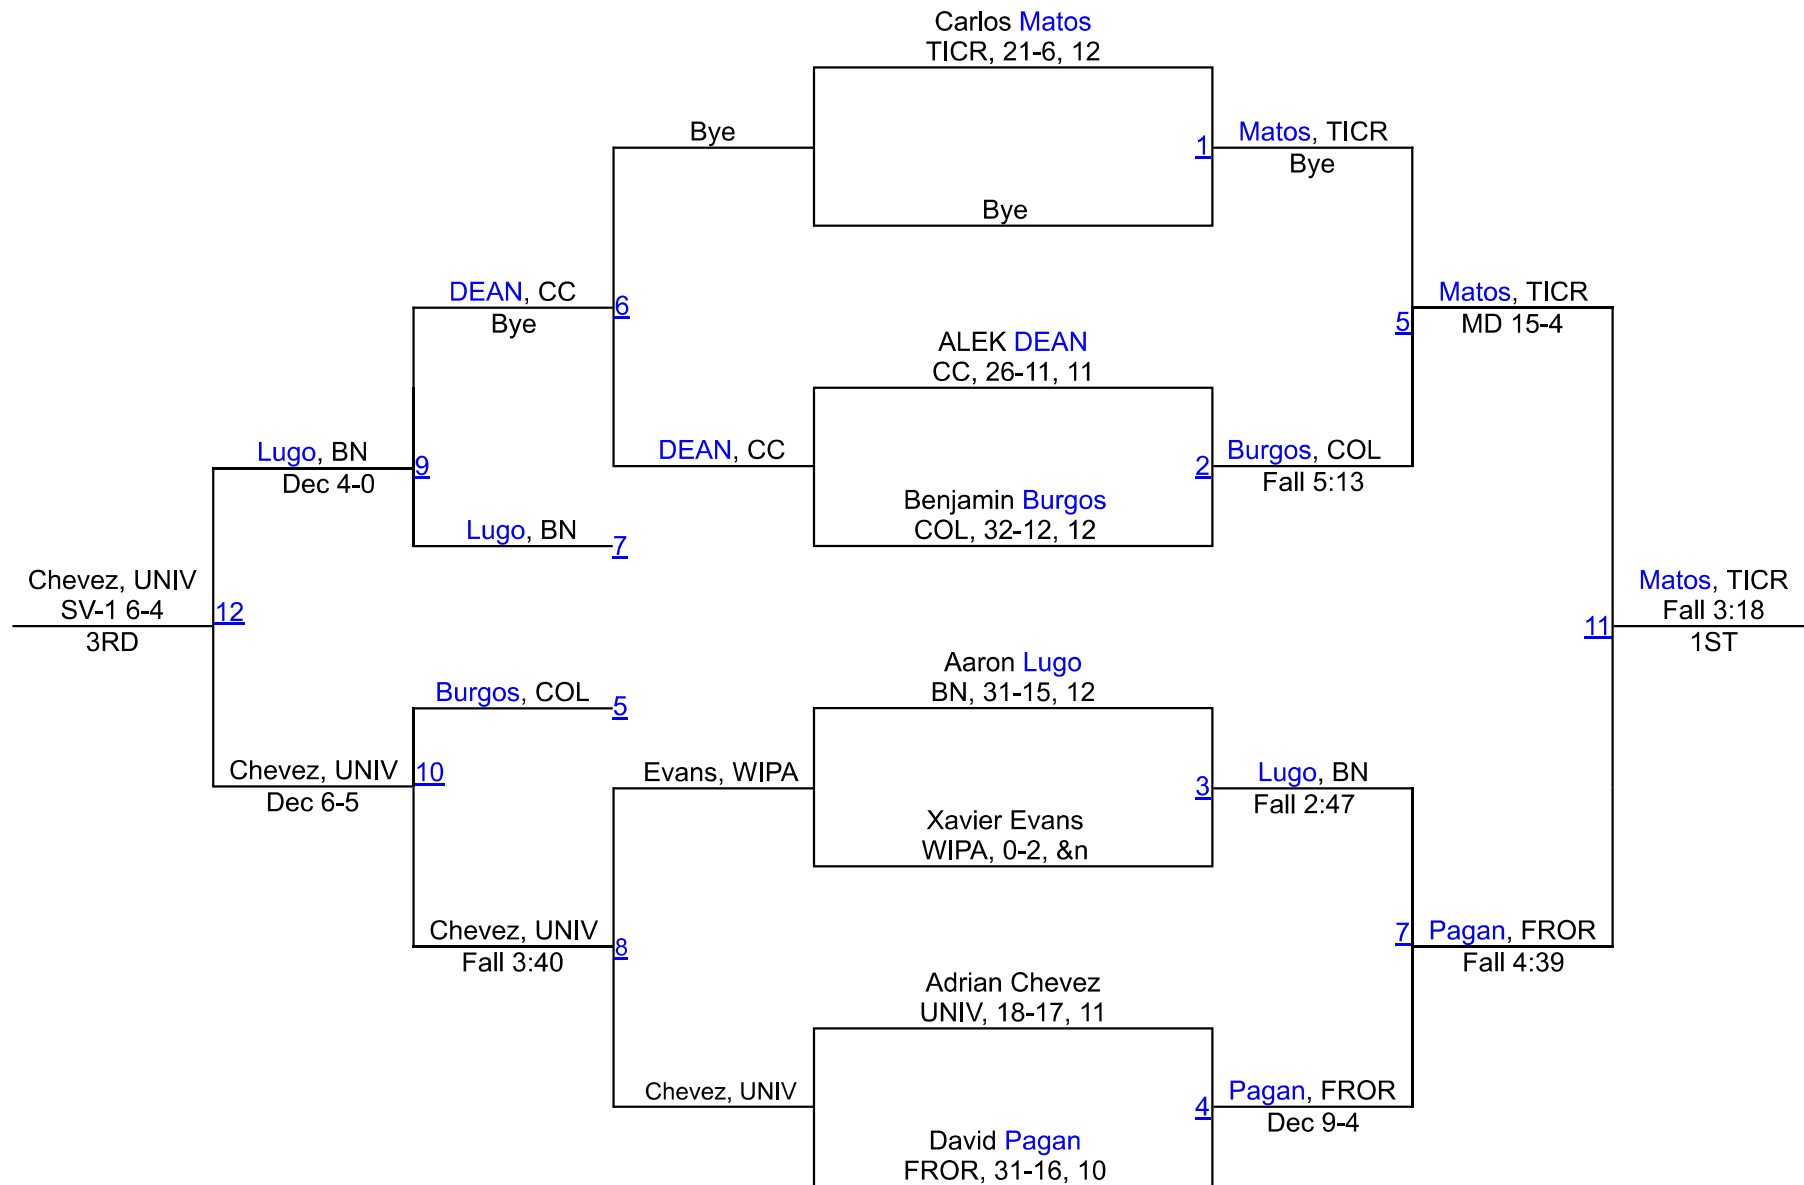 Carlos Matos
TICR, 21-6, 12
Bye
1
Matos, TICR
Bye
Bye
DEAN, CC
Bye
6
Matos, TICR
MD 15-4
5
ALEK DEAN
CC, 26-11, 11
Lugo, BN
Dec 4-0
9
DEAN, CC
2
Burgos, COL
Fall 5:13
Benjamin Burgos
COL, 32-12, 12
Lugo, BN
7
Chevez, UNIV
SV-1 6-4
3RD
12
Matos, TICR
Fall 3:18
1ST
11
Aaron Lugo
BN, 31-15, 12
Burgos, COL
5
Chevez, UNIV
Dec 6-5
10
Evans, WIPA
3
Lugo, BN
Fall 2:47
Xavier Evans
WIPA, 0-2, &n
Chevez, UNIV
Fall 3:40
8
7
Pagan, FROR
Fall 4:39
Adrian Chevez
UNIV, 18-17, 11
Chevez, UNIV
4
Pagan, FROR
Dec 9-4
David Pagan
FROR, 31-16, 10